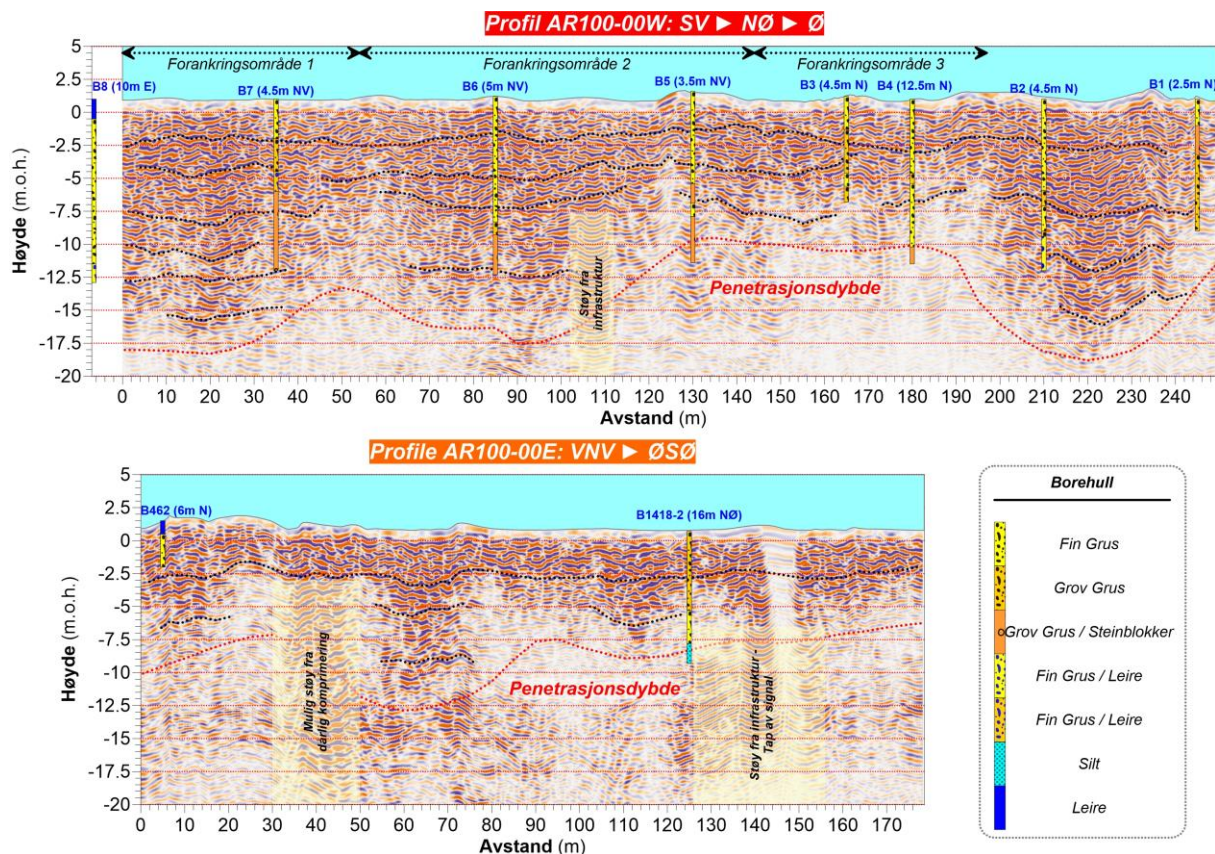 Profil AR100-00W: SV ► NØ ► Ø
Forankringsområde 1
Forankringsområde 2
Forankringsområde 3
B8 (10m E)
B7 (4.5m NV)
B6 (5m NV)
B5 (3.5m NV)
B3 (4.5m N)
B4 (12.5m N)
B2 (4.5m N)
B1 (2.5m N)
5
2.5
0
-2.5
-5
-7.5
-10
-12.5
-15
-17.5
-20
Høyde (m.o.h.)
Støy fra
infrastruktur
Penetrasjonsdybde
0 10 20 30 40 50 60 70 80 90 100 110 120 130 140 150 160 170 180 190 200 210 220 230 240
Avstand (m)
Profile AR100-00E: VNV ► ØSØ
B462 (6m N)
B1418-2 (16m NØ)
5
2.5
0
-2.5
-5
-7.5
-10
-12.5
-15
-17.5
-20
Høyde (m.o.h.)
Mulig støy fra
darlig komprimering
Penetrasjonsdybde
Støy fra infrastruktur -
Tap av signal
0 10 20 30 40 50 60 70 80 90 100 110 120 130 140 150 160 170
Avstand (m)
Borehull
Fin Grus
Grov Grus
Grov Grus / Steinblokker
Fin Grus / Leire
Fin Grus / Leire
Silt
Leire